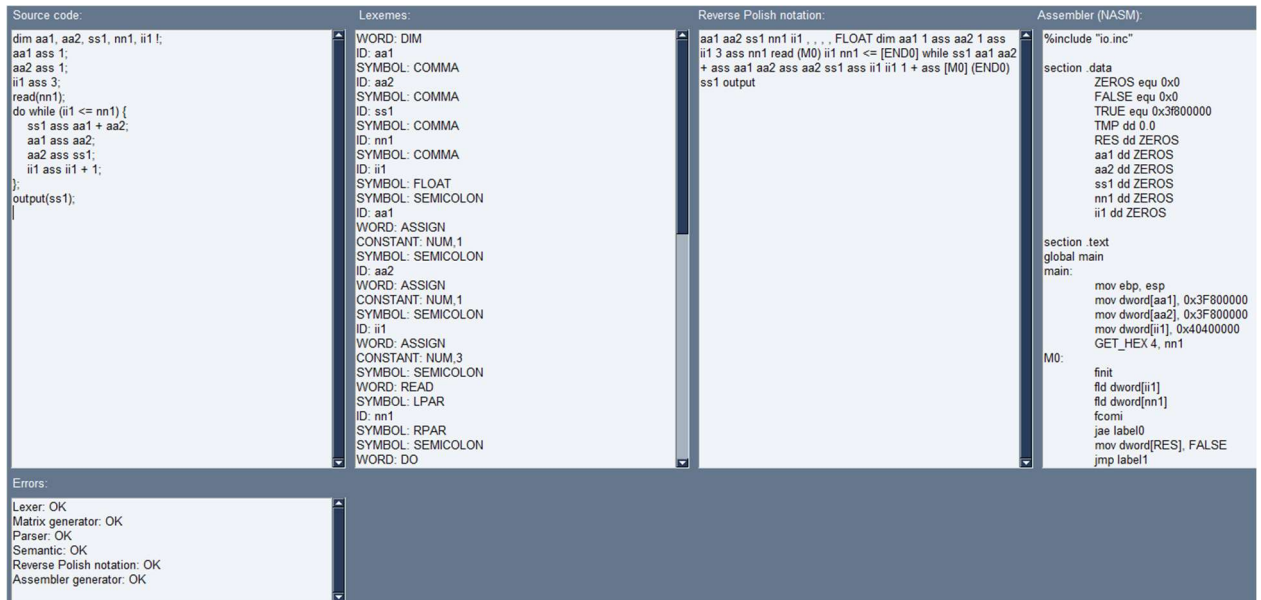 Source code:
dim aa1, aa2, ss1, nn1, ii1 !;
aa1 ass 1;
aa2 ass 1;
ii1 ass 3;
read(nn1);
do while (ii1 <= nn1) {
ss1 ass aa1 + aa2;
aa1 ass aa2;
aa2 ass ss1;
ii1 ass ii1 + 1;
};
output(ss1);
Lexemes:
WORD: DIM
ID: aa1
SYMBOL: COMMA
ID: aa2
SYMBOL: COMMA
ID: ss1
SYMBOL: COMMA
ID: nn1
SYMBOL: COMMA
ID: ii1
SYMBOL: FLOAT
SYMBOL: SEMICOLON
ID: aa1
WORD: ASSIGN
CONSTANT: NUM,1
SYMBOL: SEMICOLON
ID: aa2
WORD: ASSIGN
CONSTANT: NUM,1
SYMBOL: SEMICOLON
ID: ii1
WORD: ASSIGN
CONSTANT: NUM,3
SYMBOL: SEMICOLON
WORD: READ
SYMBOL: LPAR
ID: nn1
SYMBOL: RPAR
SYMBOL: SEMICOLON
WORD: DO
Reverse Polish notation:
aa1 aa2 ss1 nn1 ii1 , , , , FLOAT dim aa1 1 ass aa2 1 ass
ii1 3 ass nn1 read (M0) ii1 nn1 <= [END0] while ss1 aa1 aa2
+ ass aa1 aa2 ass aa2 ss1 ass ii1 ii1 1 + ass [M0] (END0)
ss1 output
Assembler (NASM):
%include "io.inc"
section .data
ZEROS equ 0x0
FALSE equ 0x0
TRUE equ 0x3f800000
TMP dd 0.0
RES dd ZEROS
aa1 dd ZEROS
aa2 dd ZEROS
ss1 dd ZEROS
nn1 dd ZEROS
ii1 dd ZEROS
section .text
global main
main:
mov ebp, esp
mov dword[aa1], 0x3F800000
mov dword[aa2], 0x3F800000
mov dword[ii1], 0x40400000
GET_HEX 4, nn1
M0:
finit
fld dword[ii1]
fld dword[nn1]
fcomi
jae label0
mov dword[RES], FALSE
jmp label1
Errors:
Lexer: OK
Matrix generator: OK
Parser: OK
Semantic: OK
Reverse Polish notation: OK
Assembler generator: OK